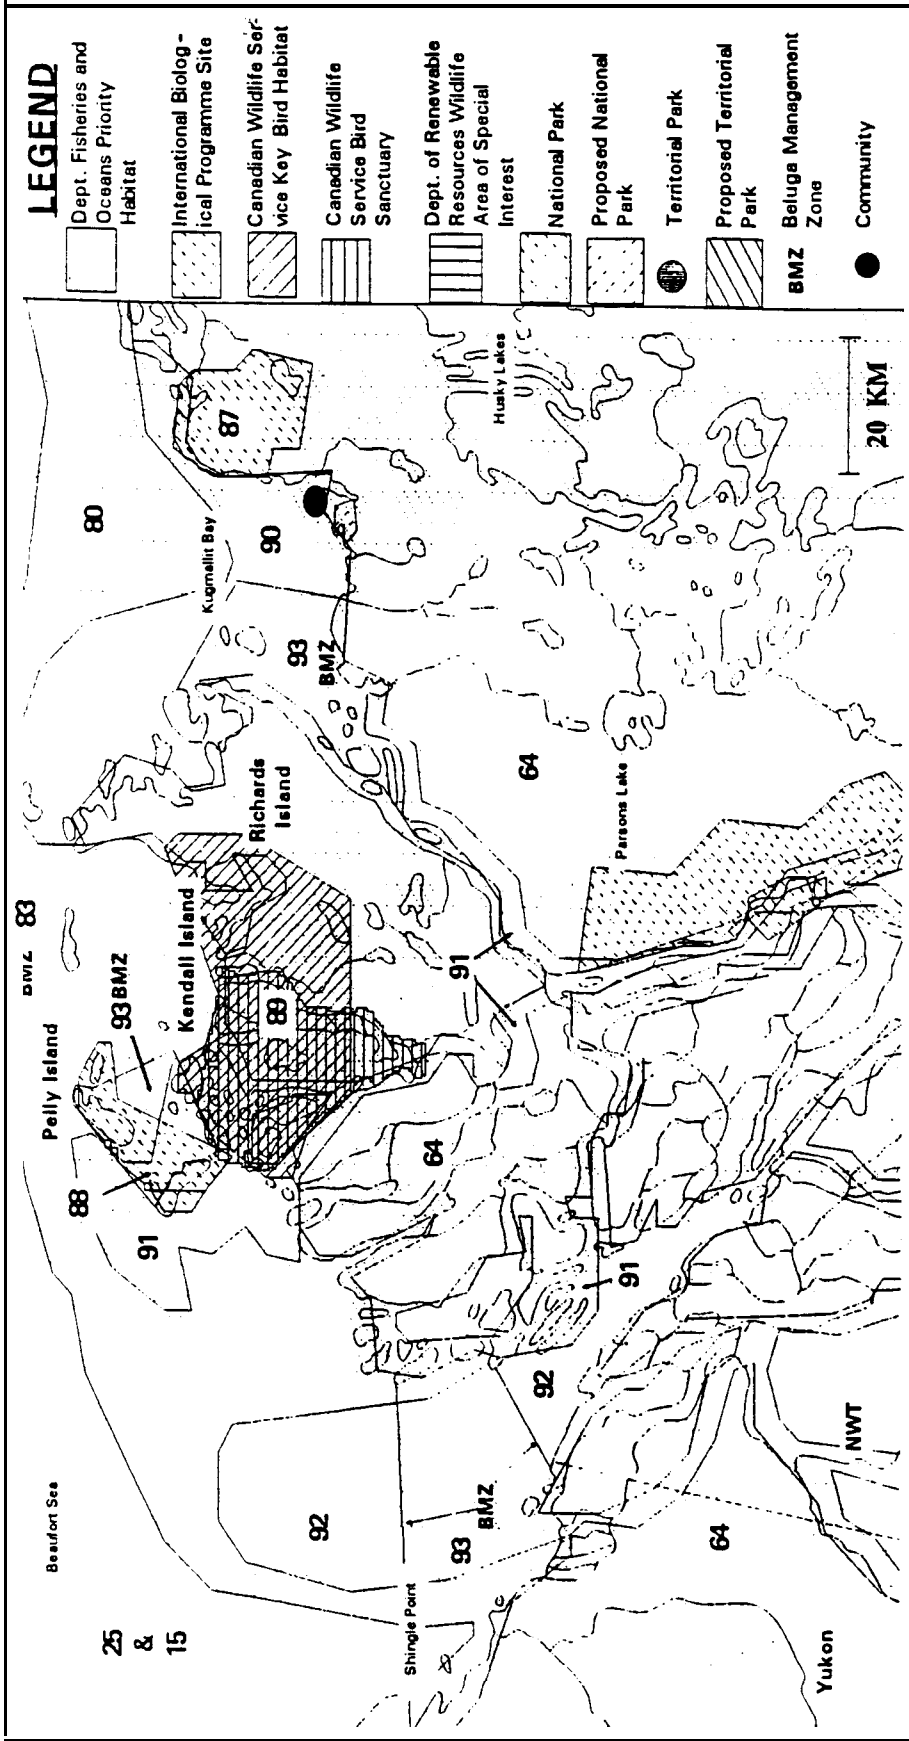 LEGEND
Dept. Fisheries and
Oceans Priority
Habitat
International Biolog-
ical Programme Site
Canadian Wildlife Ser-
vice Key Bird Habitat
Canadian Wildlife
Service Bird
Sanctuary
Dept. of Renewable
Resources Wildlife
Area of Special
Interest
National Park
Proposed National
Park
Territorial Park
Proposed Territorial
Park
BMZ Beluga Management
Zone
Community
Beaufort Sea
25
&
15
Shingle Point
Yukon
NWT
92
93
BMZ
64
92
91
91
88
Pelly Island
93 BMZ
BMZ 83
Kendall Island
89
64
91
Richards
Island
64
Parsons Lake
93
BMZ
Kugmallit Bay
80
90
87
Husky Lakes
20 KM